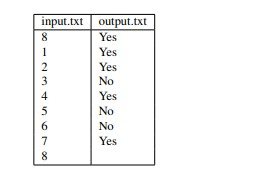 input.txt output.txt
8 Yes
1 Yes
2 Yes
3 No
4 Yes
5 No
6 No
7 Yes
8